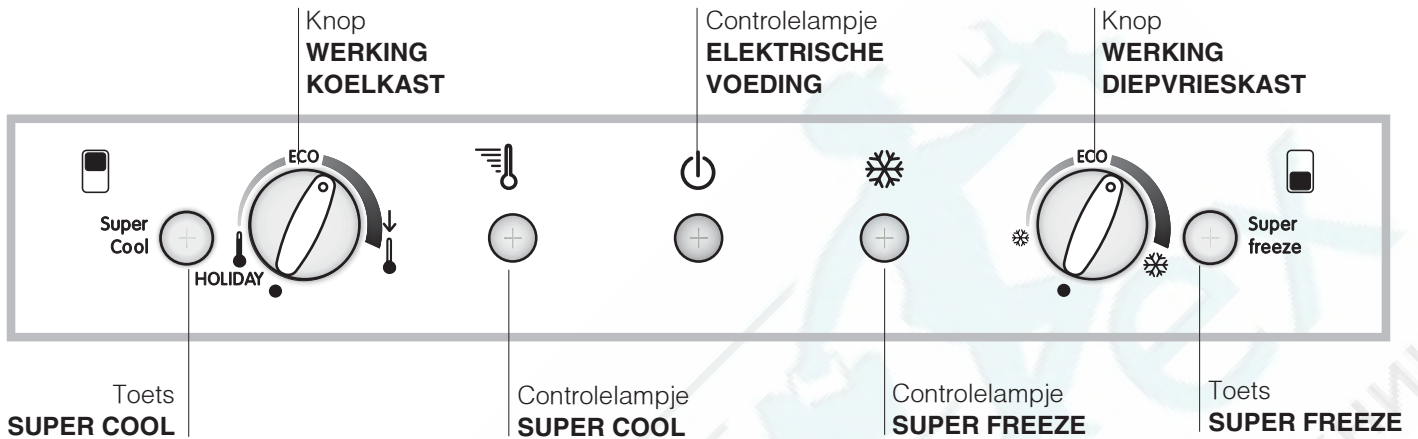 Knop
WERKING
KOELKAST
Controlelampje
ELEKTRISCHE
VOEDING
Knop
WERKING
DIEPVRIESKAST
ECO
ECO
Super
Cool
HOLIDAY
Super
freeze
Toets
SUPER COOL
Controlelampje
SUPER COOL
Controlelampje
SUPER FREEZE
Toets
SUPER FREEZE